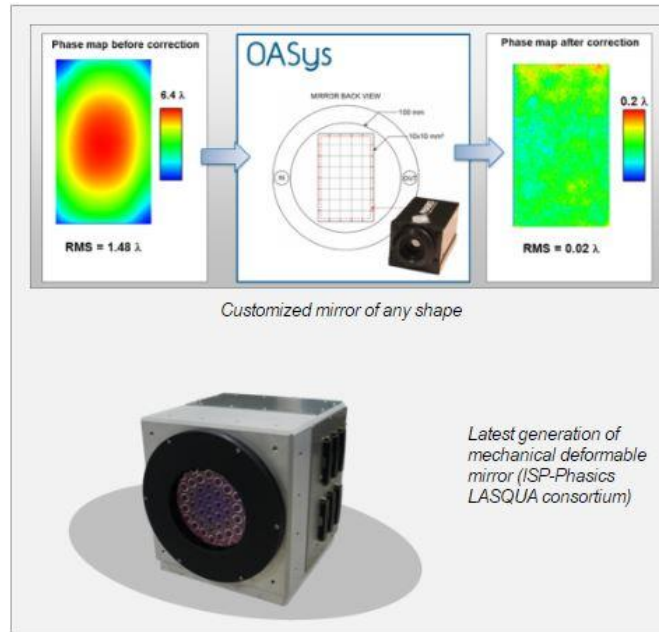 Phase map before correction
6.4 λ
RMS = 1.48 λ
OASys
MIRROR BACK VIEW
100 mm
10x10 mm²
IN
OUT
Phase map after correction
0.2 λ
RMS = 0.02 λ
Customized mirror of any shape
Latest generation of
mechanical deformable
mirror (ISP-Phasics
LASQUA consortium)